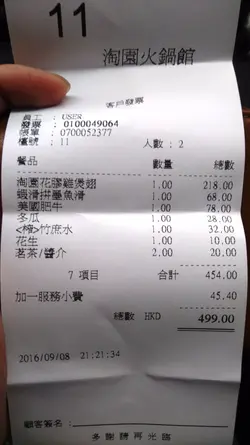 11
淘園火鍋館
客戶發票
員工 : USER
發票 : 0100049064
帳單 : 0700052377
檯號 : 11 人數 : 2
餐品 數量 總數
淘園花膠雞煲翅 1.00 218.00
蝦滑拼墨魚滑 1.00 68.00
美國肥牛 1.00 78.00
冬瓜 1.00 28.00
<樽>竹庶水 1.00 32.00
花生 1.00 10.00
茗茶/醬介 2.00 20.00
7 項目 合計 454.00
加一服務小費 45.40
總數 HKD 499.00
2016/09/08 21:21:34
顧客簽名 :
多謝請再光臨